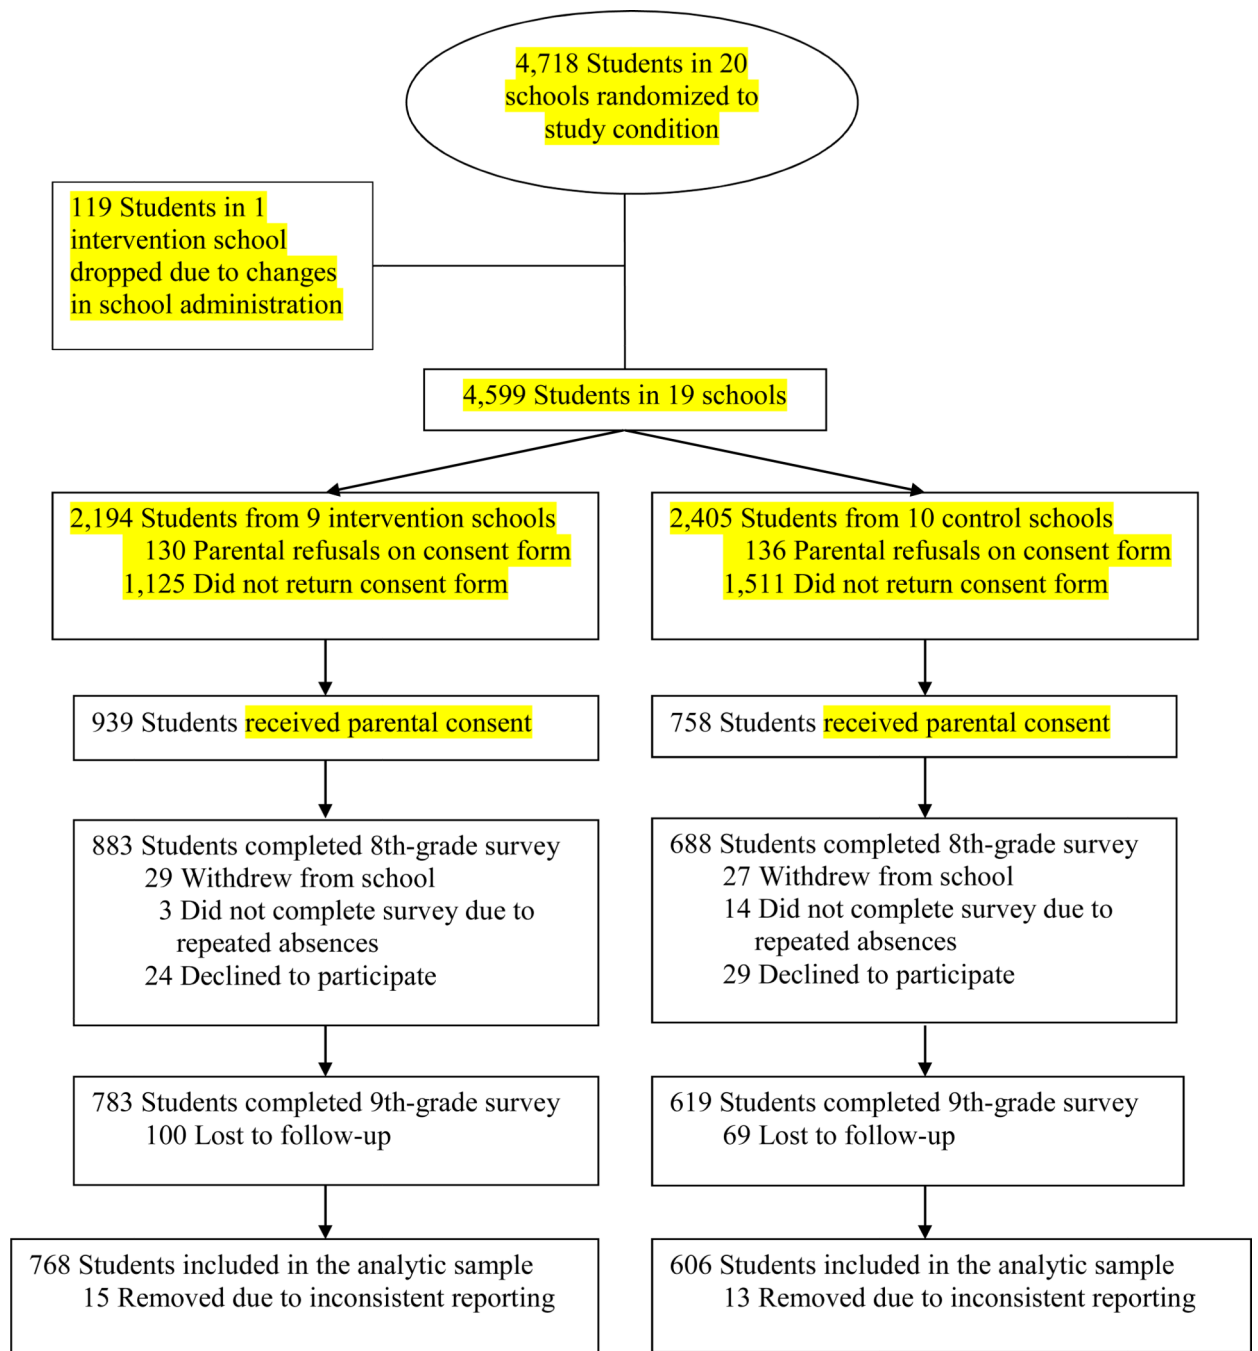 4,718 Students in 20
schools randomized to
study condition
119 Students in 1
intervention school
dropped due to changes
in school administration
4,599 Students in 19 schools
2,194 Students from 9 intervention schools
130 Parental refusals on consent form
1,125 Did not return consent form
2,405 Students from 10 control schools
136 Parental refusals on consent form
1,511 Did not return consent form
939 Students received parental consent
758 Students received parental consent
883 Students completed 8th-grade survey
29 Withdrew from school
3 Did not complete survey due to
repeated absences
24 Declined to participate
688 Students completed 8th-grade survey
27 Withdrew from school
14 Did not complete survey due to
repeated absences
29 Declined to participate
783 Students completed 9th-grade survey
100 Lost to follow-up
619 Students completed 9th-grade survey
69 Lost to follow-up
768 Students included in the analytic sample
15 Removed due to inconsistent reporting
606 Students included in the analytic sample
13 Removed due to inconsistent reporting